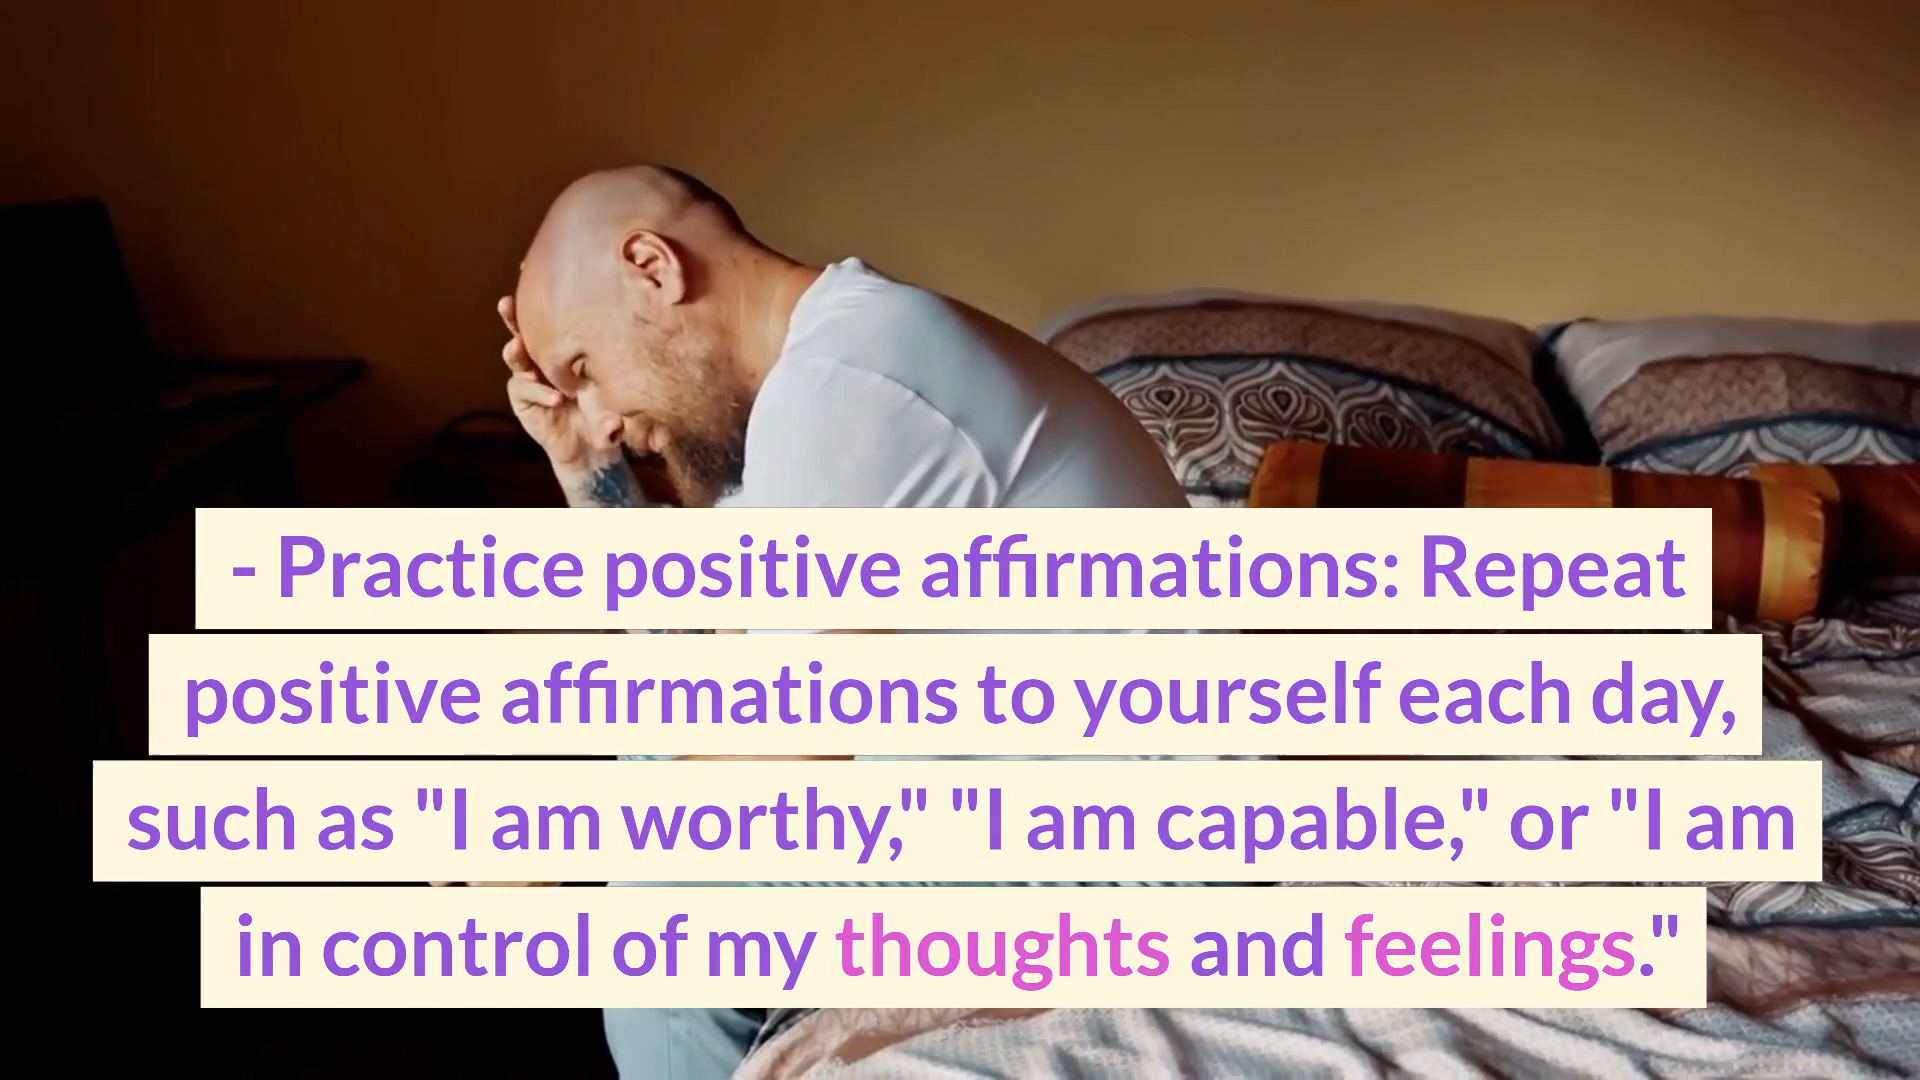 - Practice positive affirmations: Repeat
positive affirmations to yourself each day,
such as "I am worthy," "I am capable," or "I am
in control of my thoughts and feelings."